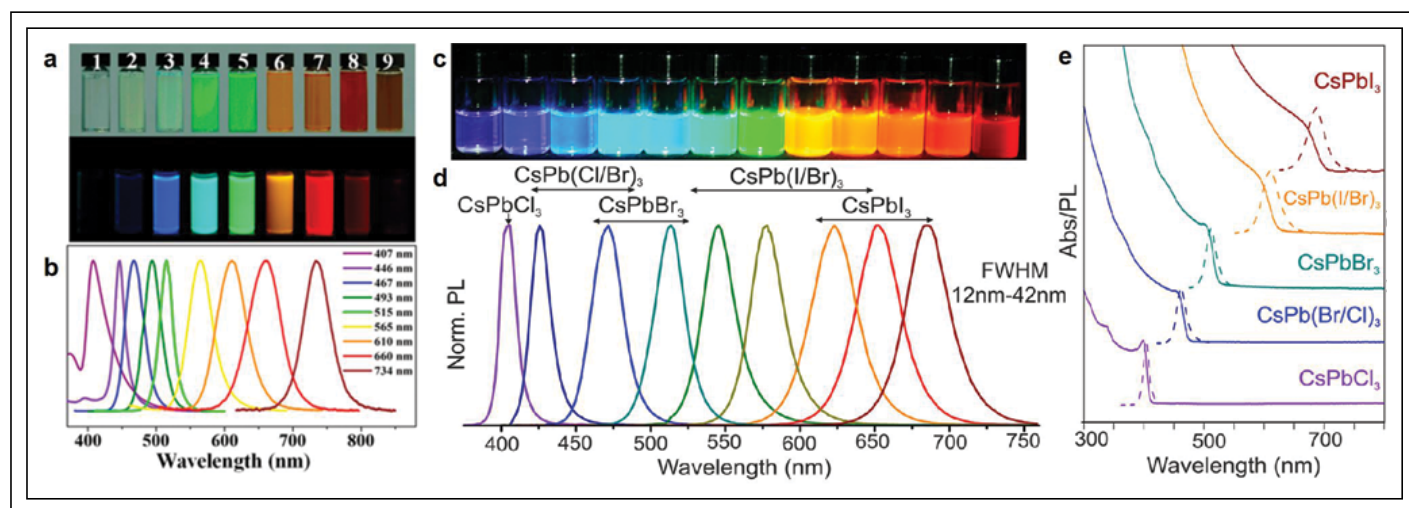 a
1 2 3 4 5 6 7 8 9
b
407 nm
446 nm
467 nm
493 nm
515 nm
565 nm
610 nm
660 nm
734 nm
400 500 600 700 800
Wavelength (nm)
c
d
CsPb(Cl/Br)3
CsPb(I/Br)3
CsPbCl3
CsPbBr3
CsPbI3
FWHM
12nm-42nm
Norm. PL
400 450 500 550 600 650 700 750
Wavelength (nm)
e
CsPbI3
CsPb(I/Br)3
CsPbBr3
CsPb(Br/Cl)3
CsPbCl3
Abs/PL
300 500 700
Wavelength (nm)